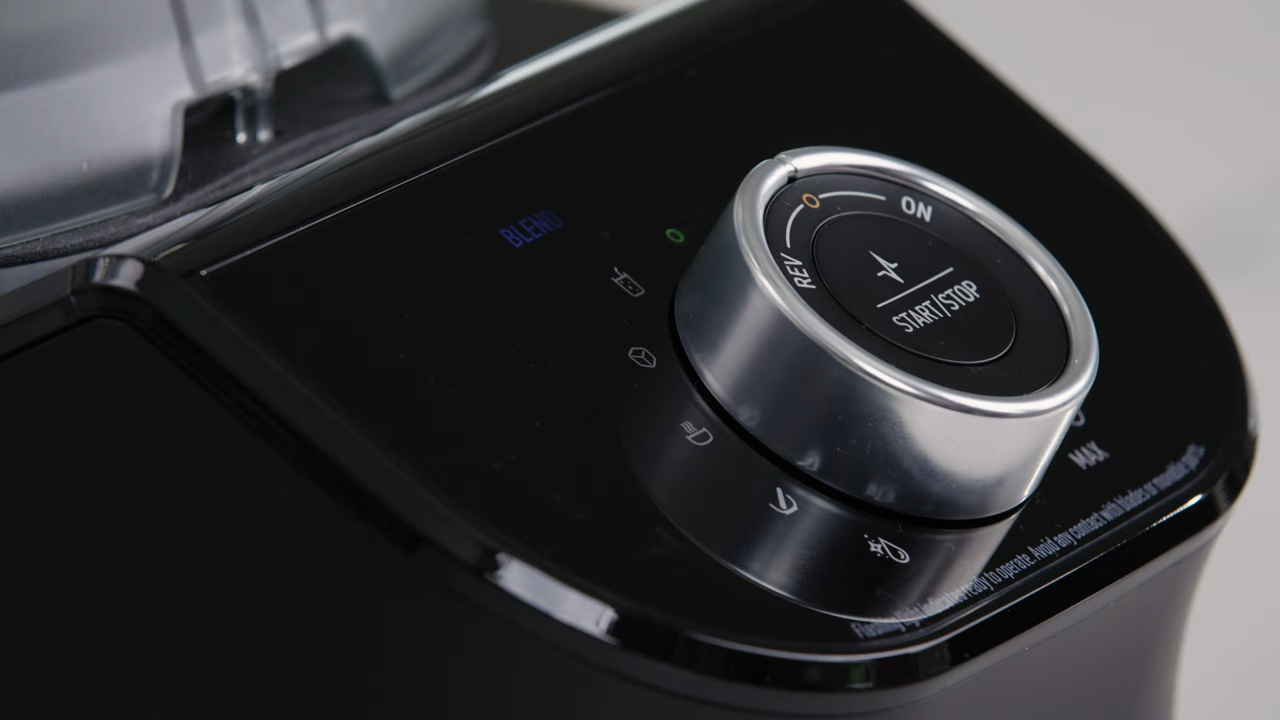 BLEND
ON
REV
START/STOP
MAX
Flashing light indicates ready to operate. Avoid any contact with blades or movable parts.